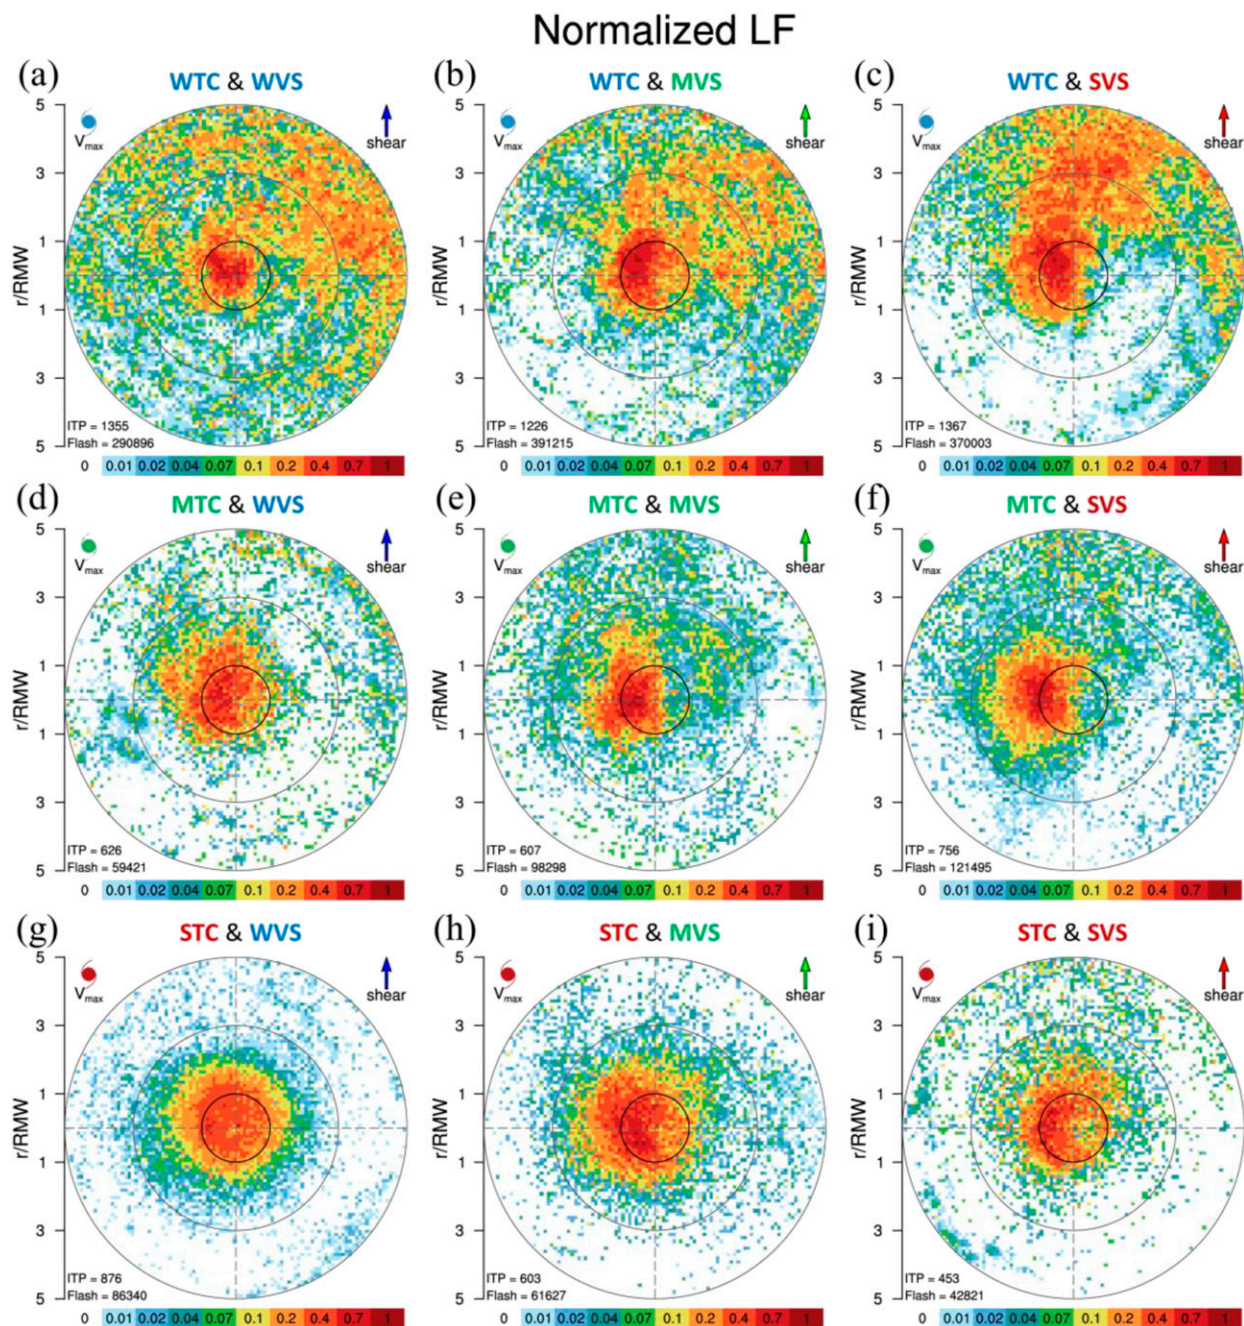 Normalized LF
(a) WTC & WVS (b) WTC & MVS (c) WTC & SVS
5 5 5
Vmax shear Vmax shear Vmax shear
3 3 3
1 1 1
r/RMW r/RMW r/RMW
1 1 1
3 3 3
ITP = 1355 ITP = 1226 ITP = 1367
5 Flash = 290896 5 Flash = 391215 5 Flash = 370003
0 0.01 0.02 0.04 0.07 0.1 0.2 0.4 0.7 1 0 0.01 0.02 0.04 0.07 0.1 0.2 0.4 0.7 1 0 0.01 0.02 0.04 0.07 0.1 0.2 0.4 0.7 1
(d) MTC & WVS (e) MTC & MVS (f) MTC & SVS
5 5 5
Vmax shear Vmax shear Vmax shear
3 3 3
1 1 1
r/RMW r/RMW r/RMW
1 1 1
3 3 3
ITP = 626 ITP = 607 ITP = 756
5 Flash = 59421 5 Flash = 98298 5 Flash = 121495
0 0.01 0.02 0.04 0.07 0.1 0.2 0.4 0.7 1 0 0.01 0.02 0.04 0.07 0.1 0.2 0.4 0.7 1 0 0.01 0.02 0.04 0.07 0.1 0.2 0.4 0.7 1
(g) STC & WVS (h) STC & MVS (i) STC & SVS
5 5 5
Vmax shear Vmax shear Vmax shear
3 3 3
1 1 1
r/RMW r/RMW r/RMW
1 1 1
3 3 3
ITP = 876 ITP = 603 ITP = 453
5 Flash = 86340 5 Flash = 61627 5 Flash = 42821
0 0.01 0.02 0.04 0.07 0.1 0.2 0.4 0.7 1 0 0.01 0.02 0.04 0.07 0.1 0.2 0.4 0.7 1 0 0.01 0.02 0.04 0.07 0.1 0.2 0.4 0.7 1